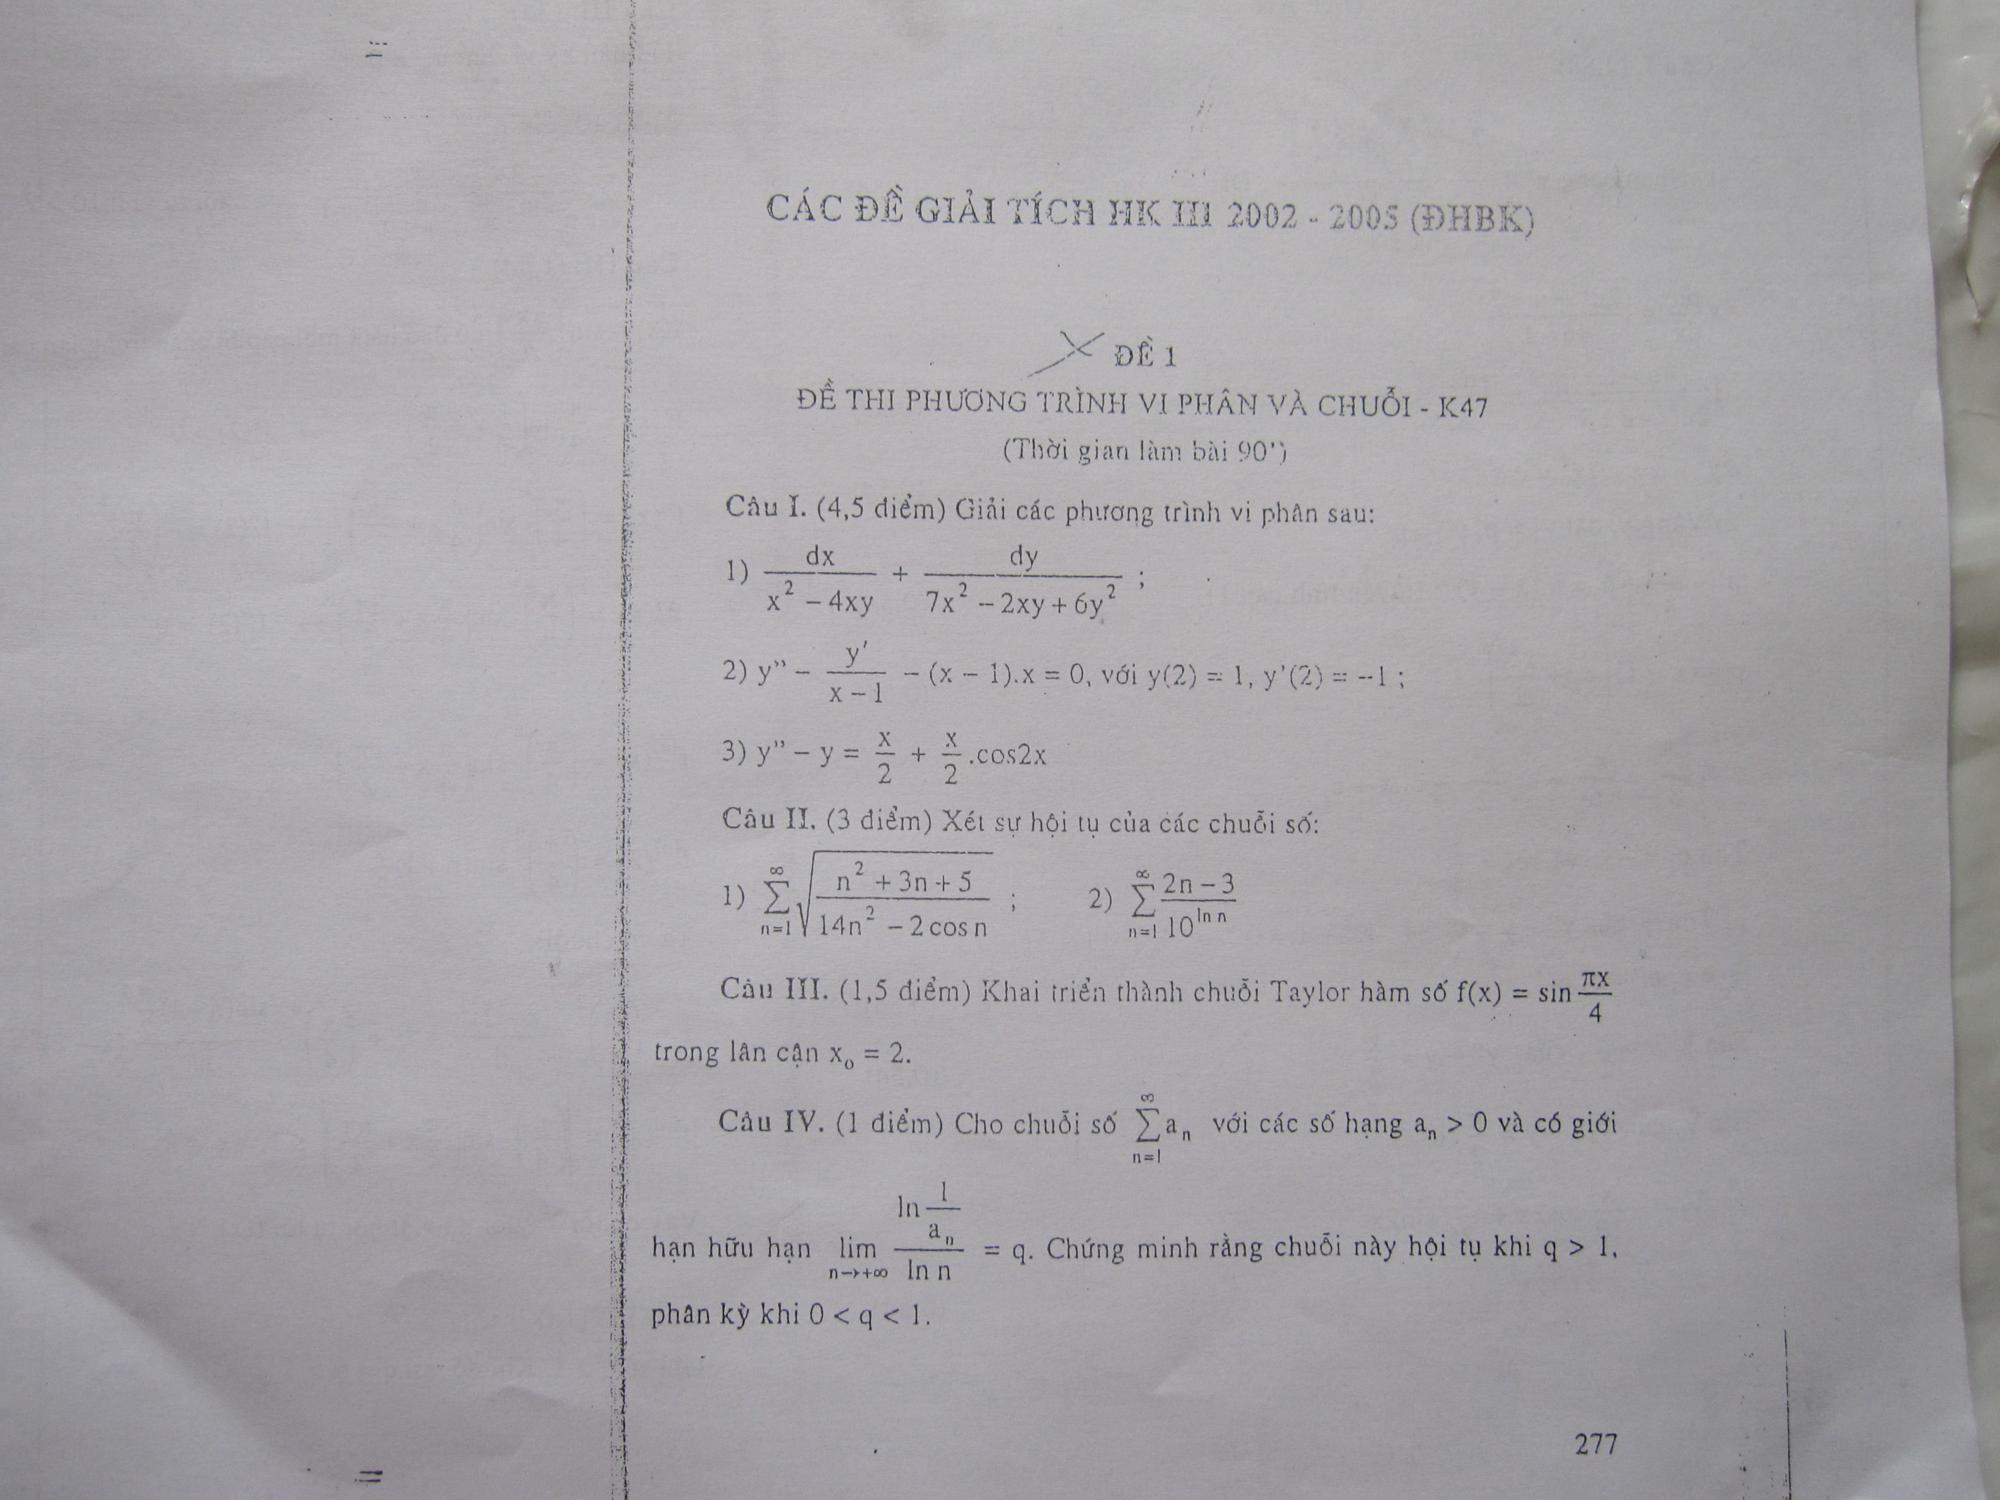 CÁC ĐỀ GIẢI TÍCH HK III 2002 - 2005 (ĐHBK)
ĐỀ 1
ĐỀ THI PHƯƠNG TRÌNH VI PHÂN VÀ CHUỖI - K47
(Thời gian làm bài 90')
Câu I. (4,5 điểm) Giải các phương trình vi phân sau:
1) \frac{dx}{x^2 - 4xy} + \frac{dy}{7x^2 - 2xy + 6y^2} ;
2) y'' - \frac{y'}{x - 1} - (x - 1).x = 0, với y(2) = 1, y'(2) = -1 ;
3) y'' - y = \frac{x}{2} + \frac{x}{2}.cos2x
Câu II. (3 điểm) Xét sự hội tụ của các chuỗi số:
1) \sum_{n=1}^{∞} \sqrt{\frac{n^2 + 3n + 5}{14n^2 - 2 cos n}} ; 2) \sum_{n=1}^{∞} \frac{2n - 3}{10^{ln n}}
Câu III. (1,5 điểm) Khai triển thành chuỗi Taylor hàm số f(x) = sin \frac{πx}{4}
trong lân cận x_o = 2.
Câu IV. (1 điểm) Cho chuỗi số \sum_{n=1}^{∞} a_n với các số hạng a_n > 0 và có giới
hạn hữu hạn \lim_{n→+∞} \frac{ln \frac{1}{a_n}}{ln n} = q. Chứng minh rằng chuỗi này hội tụ khi q > 1,
phân kỳ khi 0 < q < 1.
277